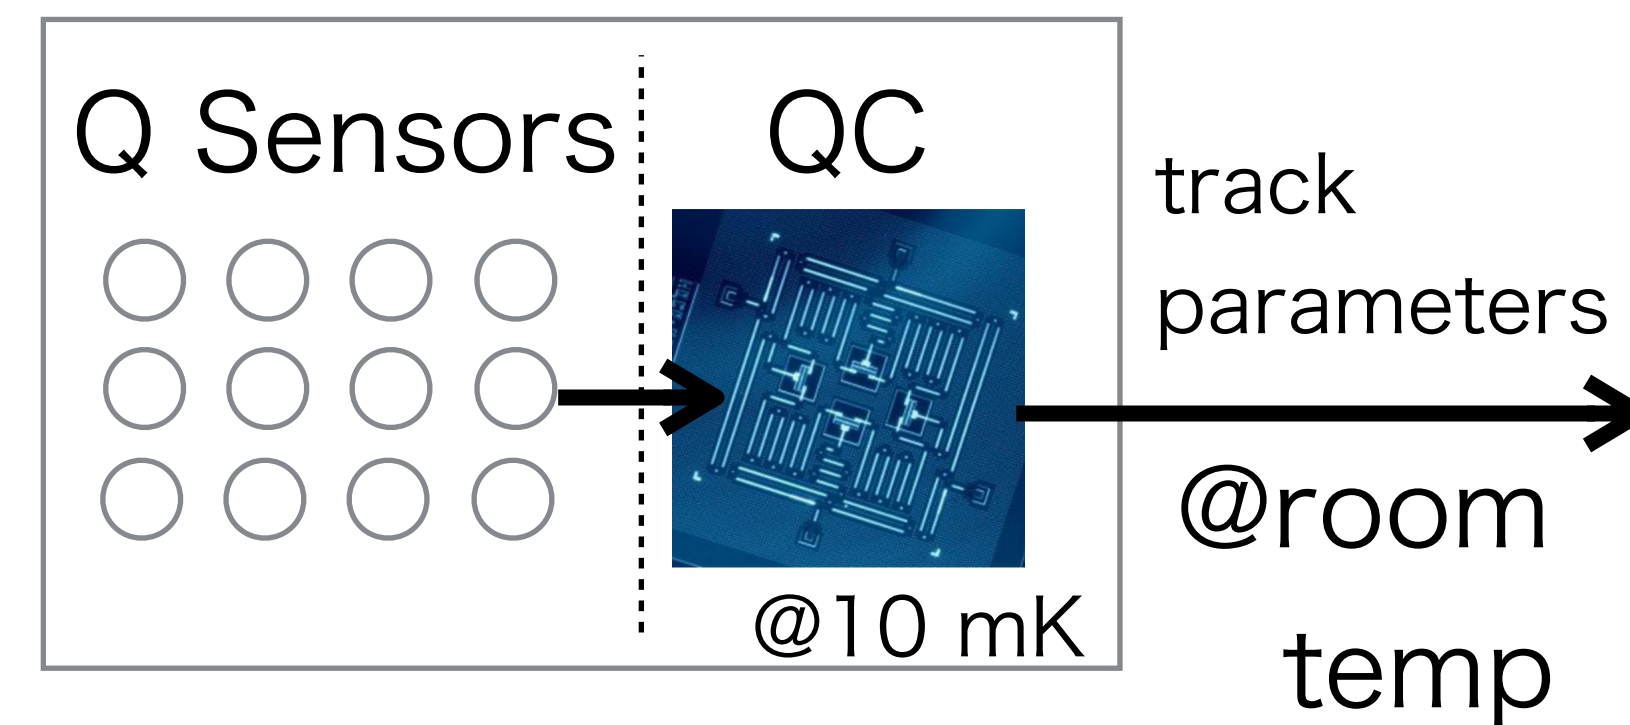 Q Sensors
QC
@10 mK
track
parameters
@room
temp